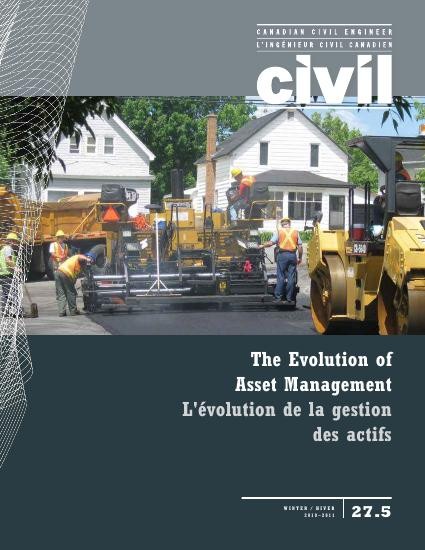 CANADIAN CIVIL ENGINEER
L'INGÉNIEUR CIVIL CANADIEN
civil
The Evolution of
Asset Management
L'évolution de la gestion
des actifs
WINTER / HIVER
2010-2011
27.5